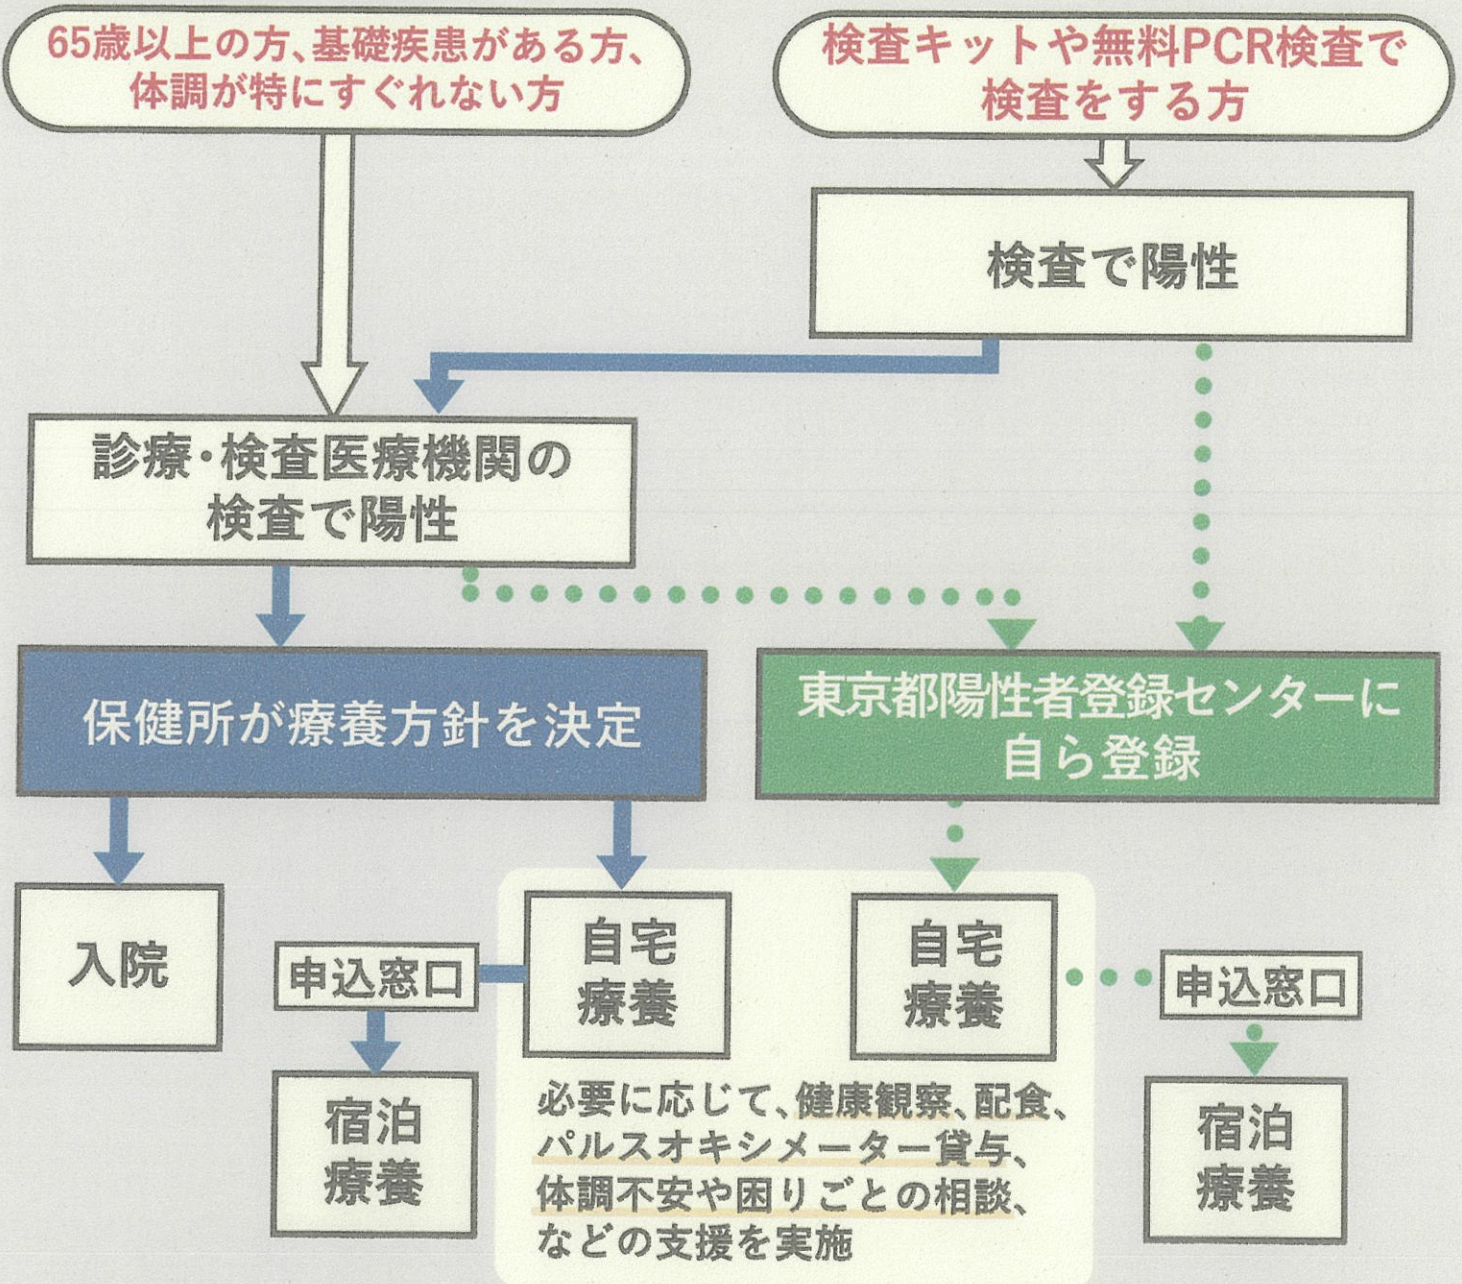 65歳以上の方、基礎疾患がある方、
体調が特にすぐれない方
検査キットや無料PCR検査で
検査をする方
検査で陽性
診療・検査医療機関の
検査で陽性
保健所が療養方針を決定
東京都陽性者登録センターに
自ら登録
入院
申込窓口
宿泊
療養
自宅
療養
自宅
療養
申込窓口
宿泊
療養
必要に応じて、健康観察、配食、
パルスオキシメーター貸与、
体調不安や困りごとの相談、
などの支援を実施